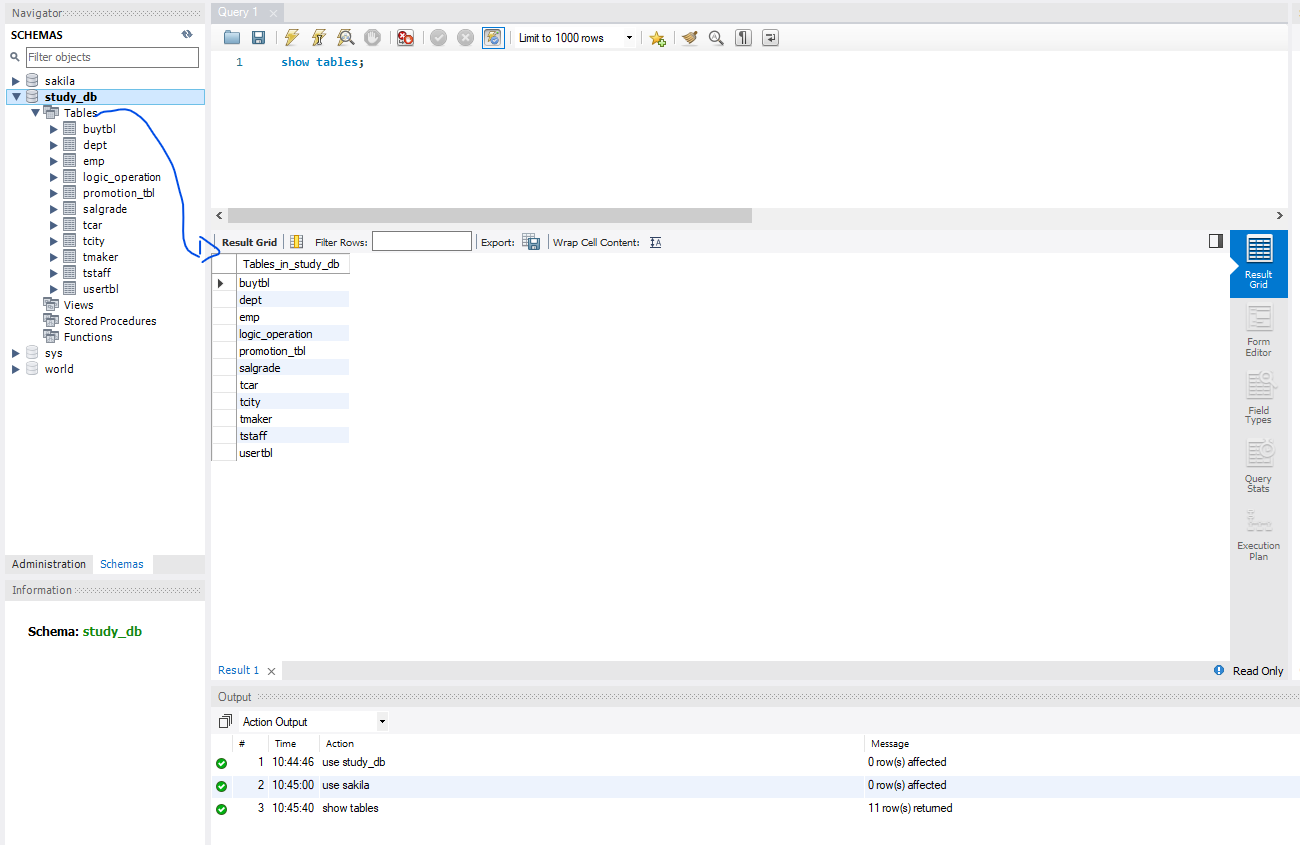 Navigator
SCHEMAS
Filter objects
sakila
study_db
Tables
buytbl
dept
emp
logic_operation
promotion_tbl
salgrade
tcar
tcity
tmaker
tstaff
usertbl
Views
Stored Procedures
Functions
sys
world
Administration Schemas
Information
Schema: study_db
Query 1
Limit to 1000 rows
1 show tables;
Result Grid Filter Rows: Export: Wrap Cell Content:
Tables_in_study_db
buytbl
dept
emp
logic_operation
promotion_tbl
salgrade
tcar
tcity
tmaker
tstaff
usertbl
Result
Grid
Form
Editor
Field
Types
Query
Stats
Execution
Plan
Result 1 Read Only
Output
Action Output
# Time Action Message
1 10:44:46 use study_db 0 row(s) affected
2 10:45:00 use sakila 0 row(s) affected
3 10:45:40 show tables 11 row(s) returned